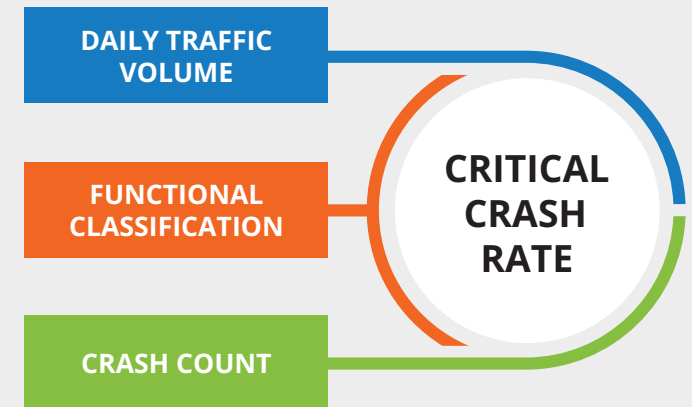 DAILY TRAFFIC
VOLUME
FUNCTIONAL
CLASSIFICATION
CRASH COUNT
CRITICAL
CRASH
RATE